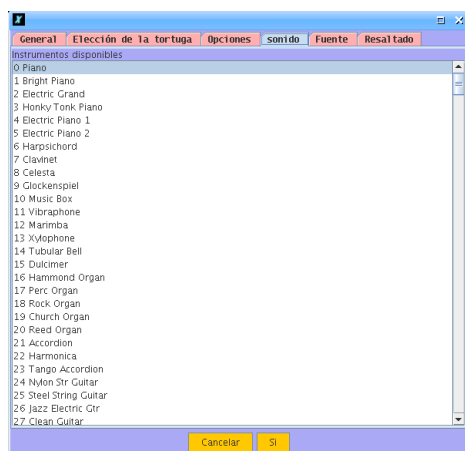 General Elección de la tortuga Opciones sonido Fuente Resaltado
Instrumentos disponibles
0 Piano
1 Bright Piano
2 Electric Grand
3 Honky Tonk Piano
4 Electric Piano 1
5 Electric Piano 2
6 Harpsichord
7 Clavinet
8 Celesta
9 Glockenspiel
10 Music Box
11 Vibraphone
12 Marimba
13 Xylophone
14 Tubular Bell
15 Dulcimer
16 Hammond Organ
17 Perc Organ
18 Rock Organ
19 Church Organ
20 Reed Organ
21 Accordion
22 Harmonica
23 Tango Accordion
24 Nylon Str Guitar
25 Steel String Guitar
26 Jazz Electric Gtr
27 Clean Guitar
Cancelar Sì